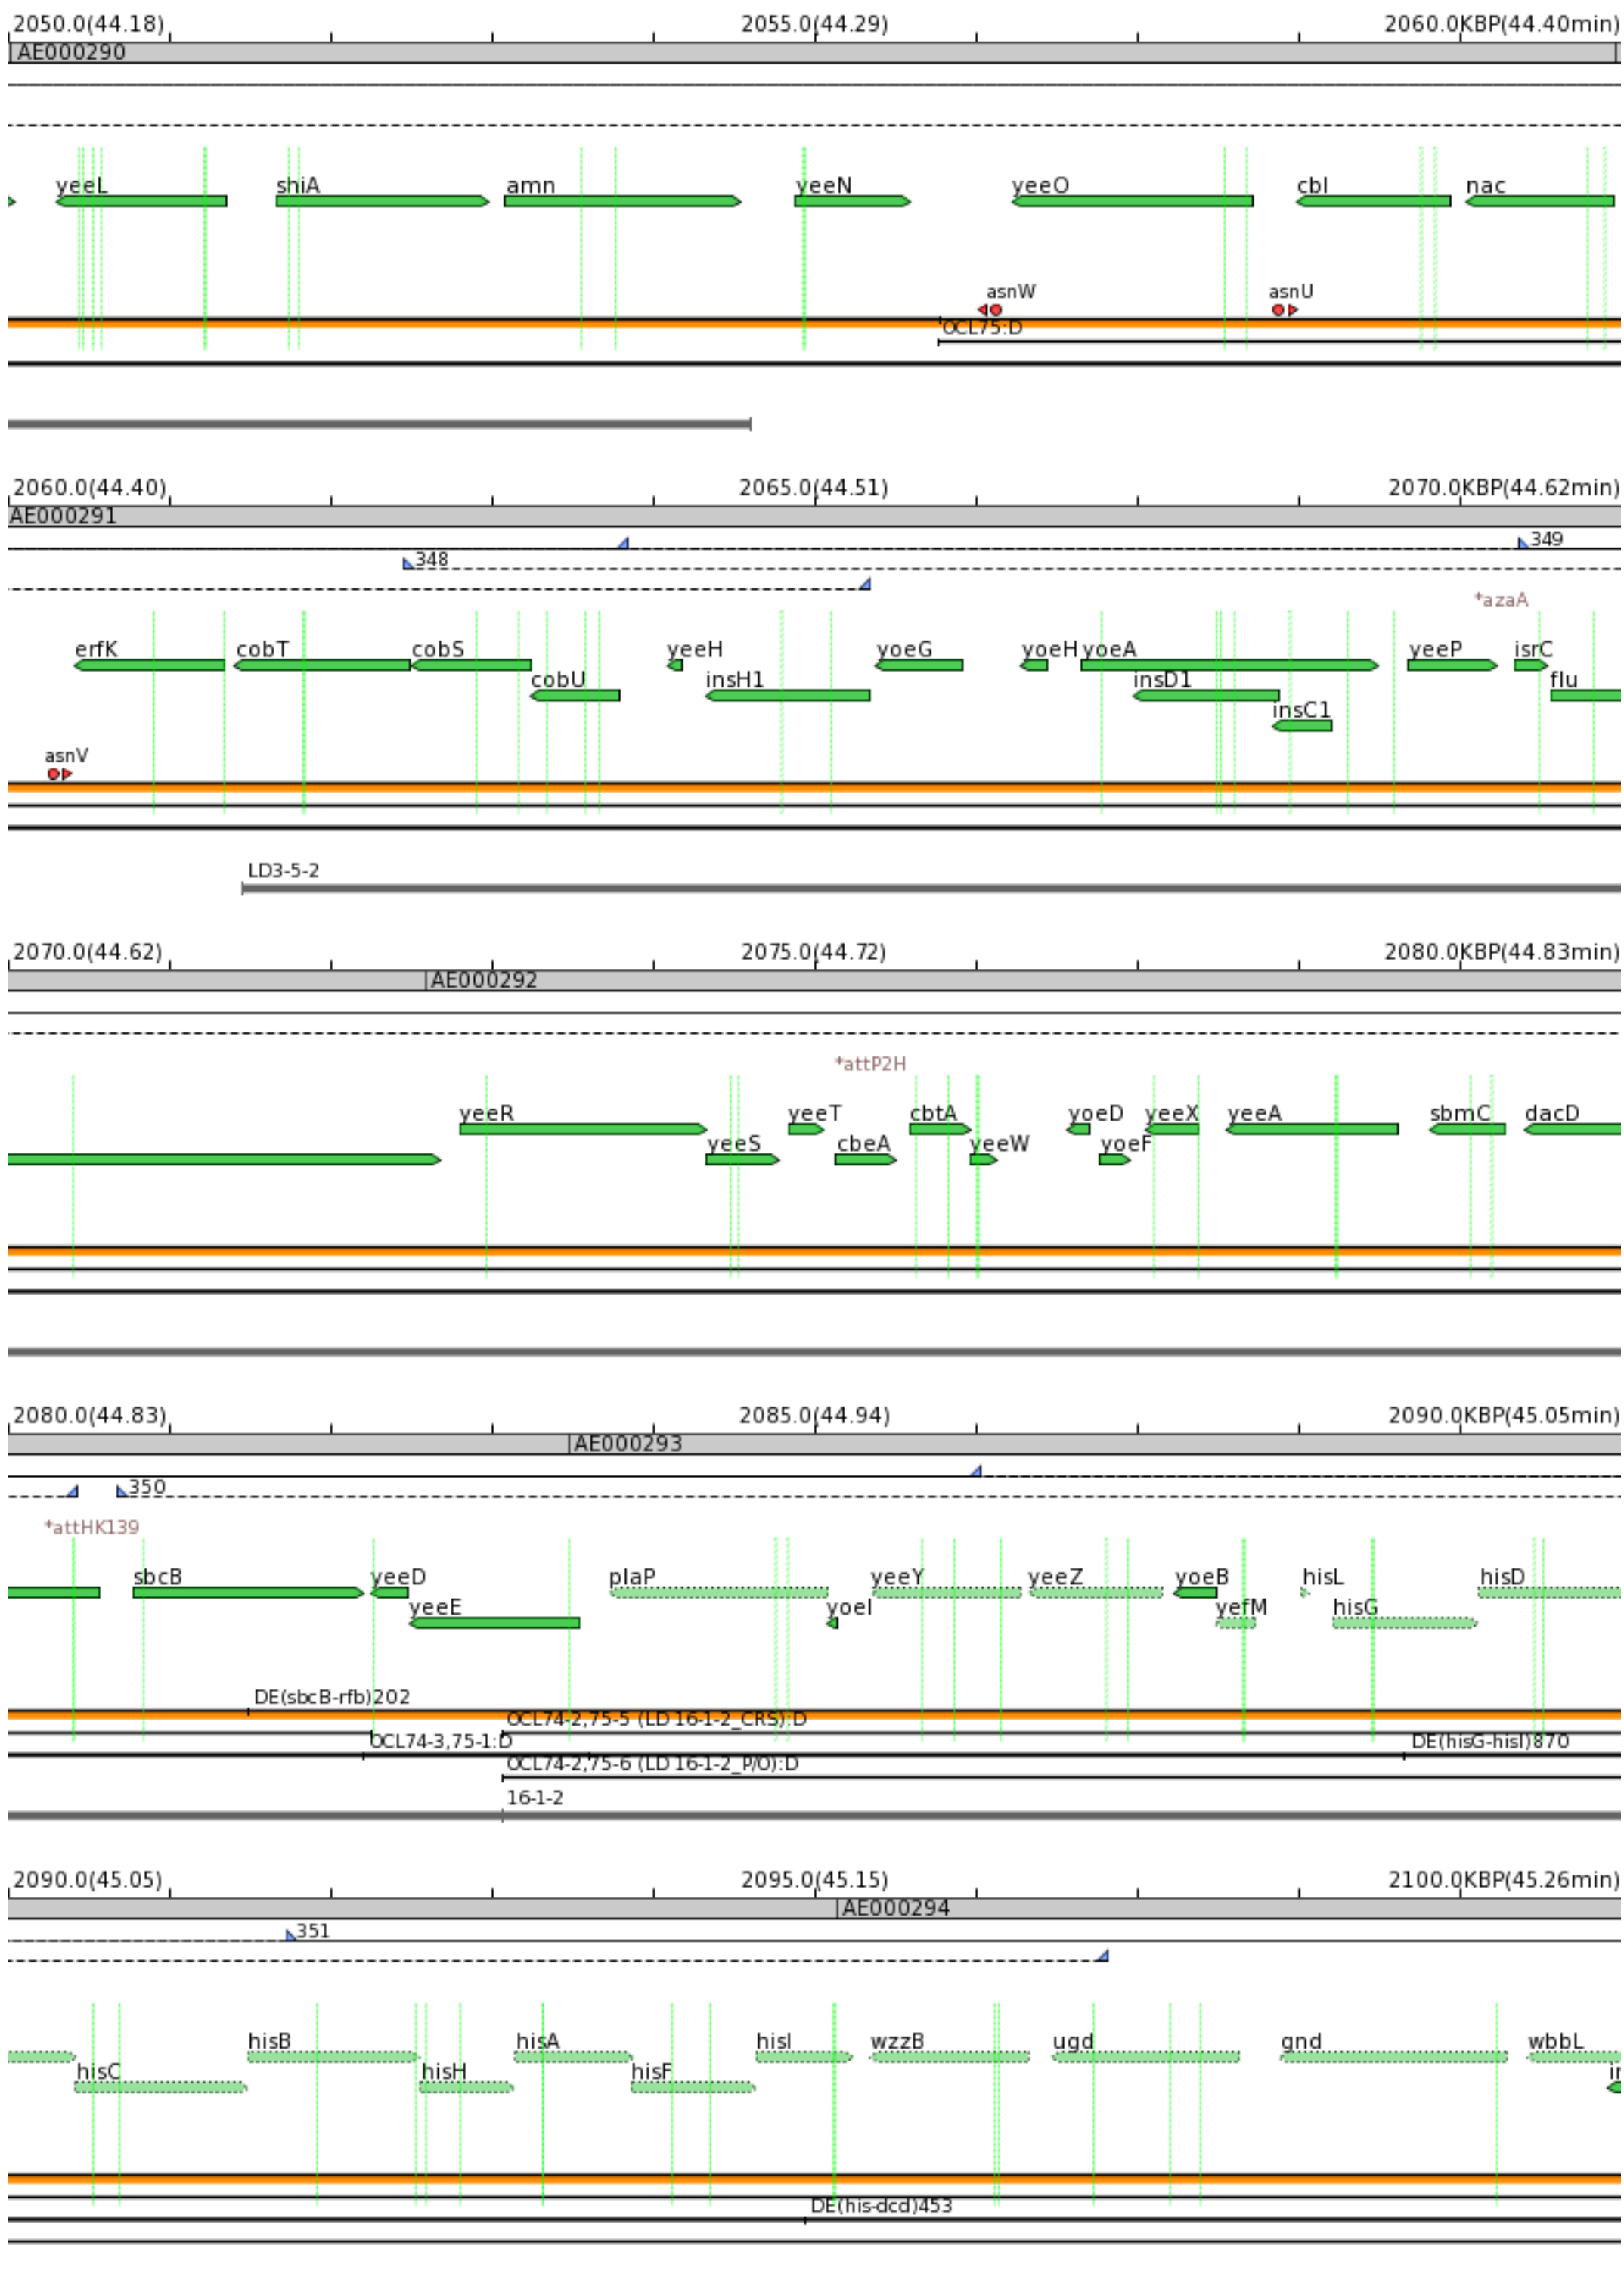 2050.0(44.18) 2055.0(44.29) 2060.0KBP(44.40min)
AE000290
yeeL shiA amn yeeN yeeO cbl nac
asnW asnU
OCL75:D
2060.0(44.40) 2065.0(44.51) 2070.0KBP(44.62min)
AE000291
349
348
*azaA
erfK cobT cobS yeeH yoeG yoeH yoeA yeeP isrC
cobU insH1 insD1 flu
insC1
asnV
LD3-5-2
2070.0(44.62) 2075.0(44.72) 2080.0KBP(44.83min)
AE000292
*attP2H
yeeR yeeT cbtA yoeD yeeX yeeA sbmC dacD
yeeS cbeA yeeW yoeF
2080.0(44.83) 2085.0(44.94) 2090.0KBP(45.05min)
AE000293
350
*attHK139
sbcB yeeD plaP yeeY yeeZ yoeB hisL hisD
yeeE yoeI yefM hisG
DE(sbcB-rfb)202
OCL74-2,75-5 (LD 16-1-2_CRS):D
OCL74-3,75-1:D DE(hisG-hisI)870
OCL74-2,75-6 (LD 16-1-2_P/O):D
16-1-2
2090.0(45.05) 2095.0(45.15) 2100.0KBP(45.26min)
AE000294
351
hisB hisA hisI wzzB ugd gnd wbbL
hisC hisH hisF
DE(his-dcd)453